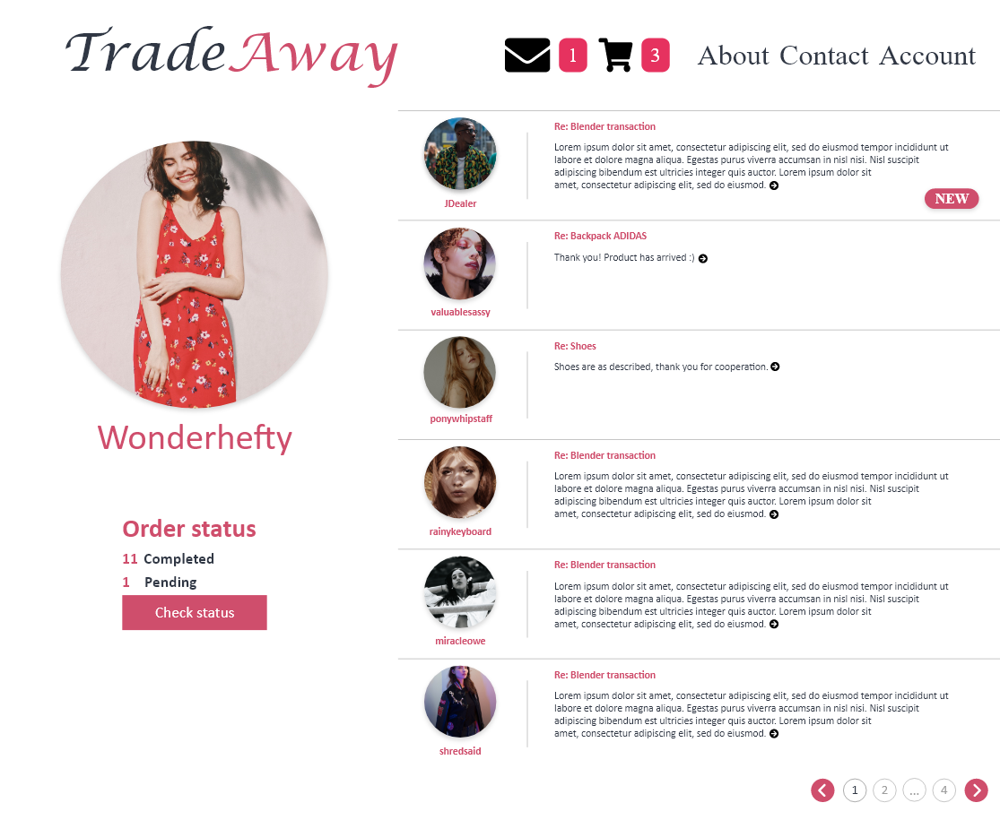 Trade Away
1
3
About Contact Account
Wonderhefty
Order status
11 Completed
1 Pending
Check status
Re: Blender transaction
Lorem ipsum dolor sit amet, consectetur adipiscing elit, sed do eiusmod tempor incididunt ut
labore et dolore magna aliqua. Egestas purus viverra accumsan in nisl nisi. Nisl suscipit
adipiscing bibendum est ultricies integer quis auctor. Lorem ipsum dolor sit
amet, consectetur adipiscing elit, sed do eiusmod.
NEW
JDealer
Re: Backpack ADIDAS
Thank you! Product has arrived :)
valuablesassy
Re: Shoes
Shoes are as described, thank you for cooperation.
ponywhipstaff
Re: Blender transaction
Lorem ipsum dolor sit amet, consectetur adipiscing elit, sed do eiusmod tempor incididunt ut
labore et dolore magna aliqua. Egestas purus viverra accumsan in nisl nisi. Nisl suscipit
adipiscing bibendum est ultricies integer quis auctor. Lorem ipsum dolor sit
amet, consectetur adipiscing elit, sed do eiusmod.
rainykeyboard
Re: Blender transaction
Lorem ipsum dolor sit amet, consectetur adipiscing elit, sed do eiusmod tempor incididunt ut
labore et dolore magna aliqua. Egestas purus viverra accumsan in nisl nisi. Nisl suscipit
adipiscing bibendum est ultricies integer quis auctor. Lorem ipsum dolor sit
amet, consectetur adipiscing elit, sed do eiusmod.
miracleowe
Re: Blender transaction
Lorem ipsum dolor sit amet, consectetur adipiscing elit, sed do eiusmod tempor incididunt ut
labore et dolore magna aliqua. Egestas purus viverra accumsan in nisl nisi. Nisl suscipit
adipiscing bibendum est ultricies integer quis auctor. Lorem ipsum dolor sit
amet, consectetur adipiscing elit, sed do eiusmod.
shredsaid
1 2 ... 4